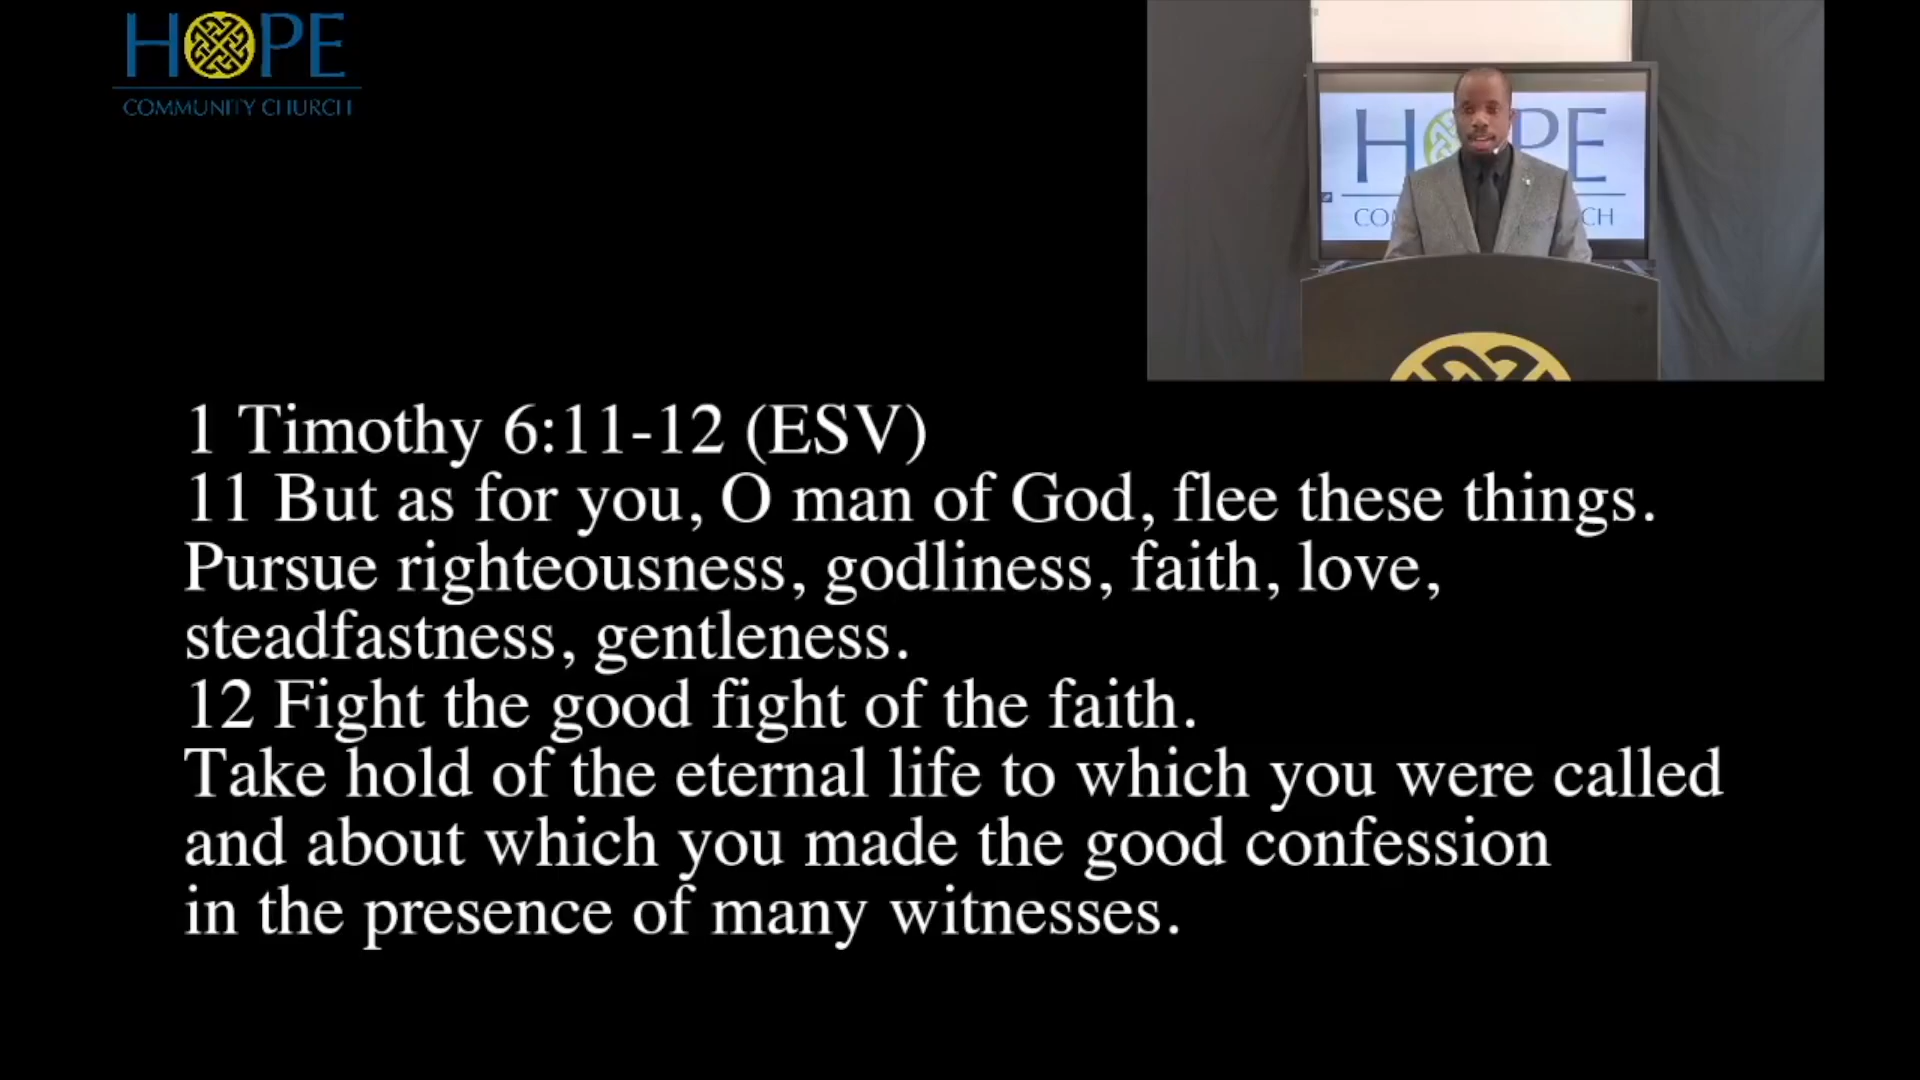 HOPE
COMMUNITY CHURCH
HOPE
1 Timothy 6:11-12 (ESV)
11 But as for you, O man of God, flee these things.
Pursue righteousness, godliness, faith, love,
steadfastness, gentleness.
12 Fight the good fight of the faith.
Take hold of the eternal life to which you were called
and about which you made the good confession
in the presence of many witnesses.